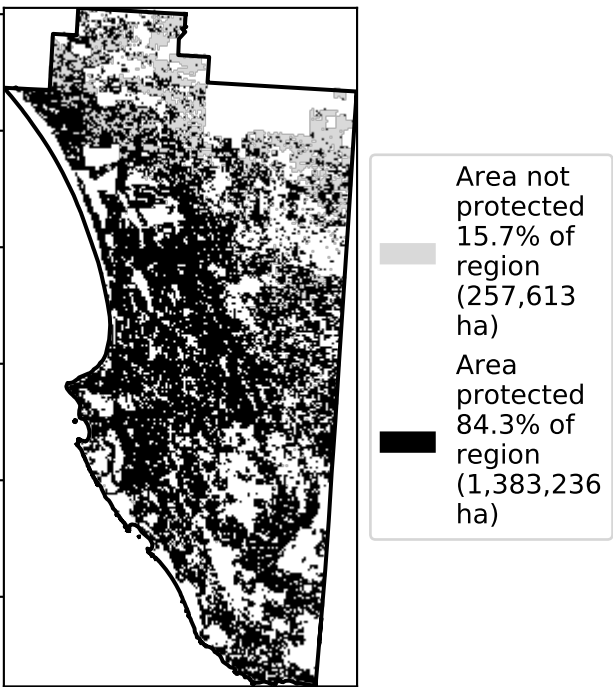 Area not
protected
15.7% of
region
(257,613
ha)
Area
protected
84.3% of
region
(1,383,236
ha)